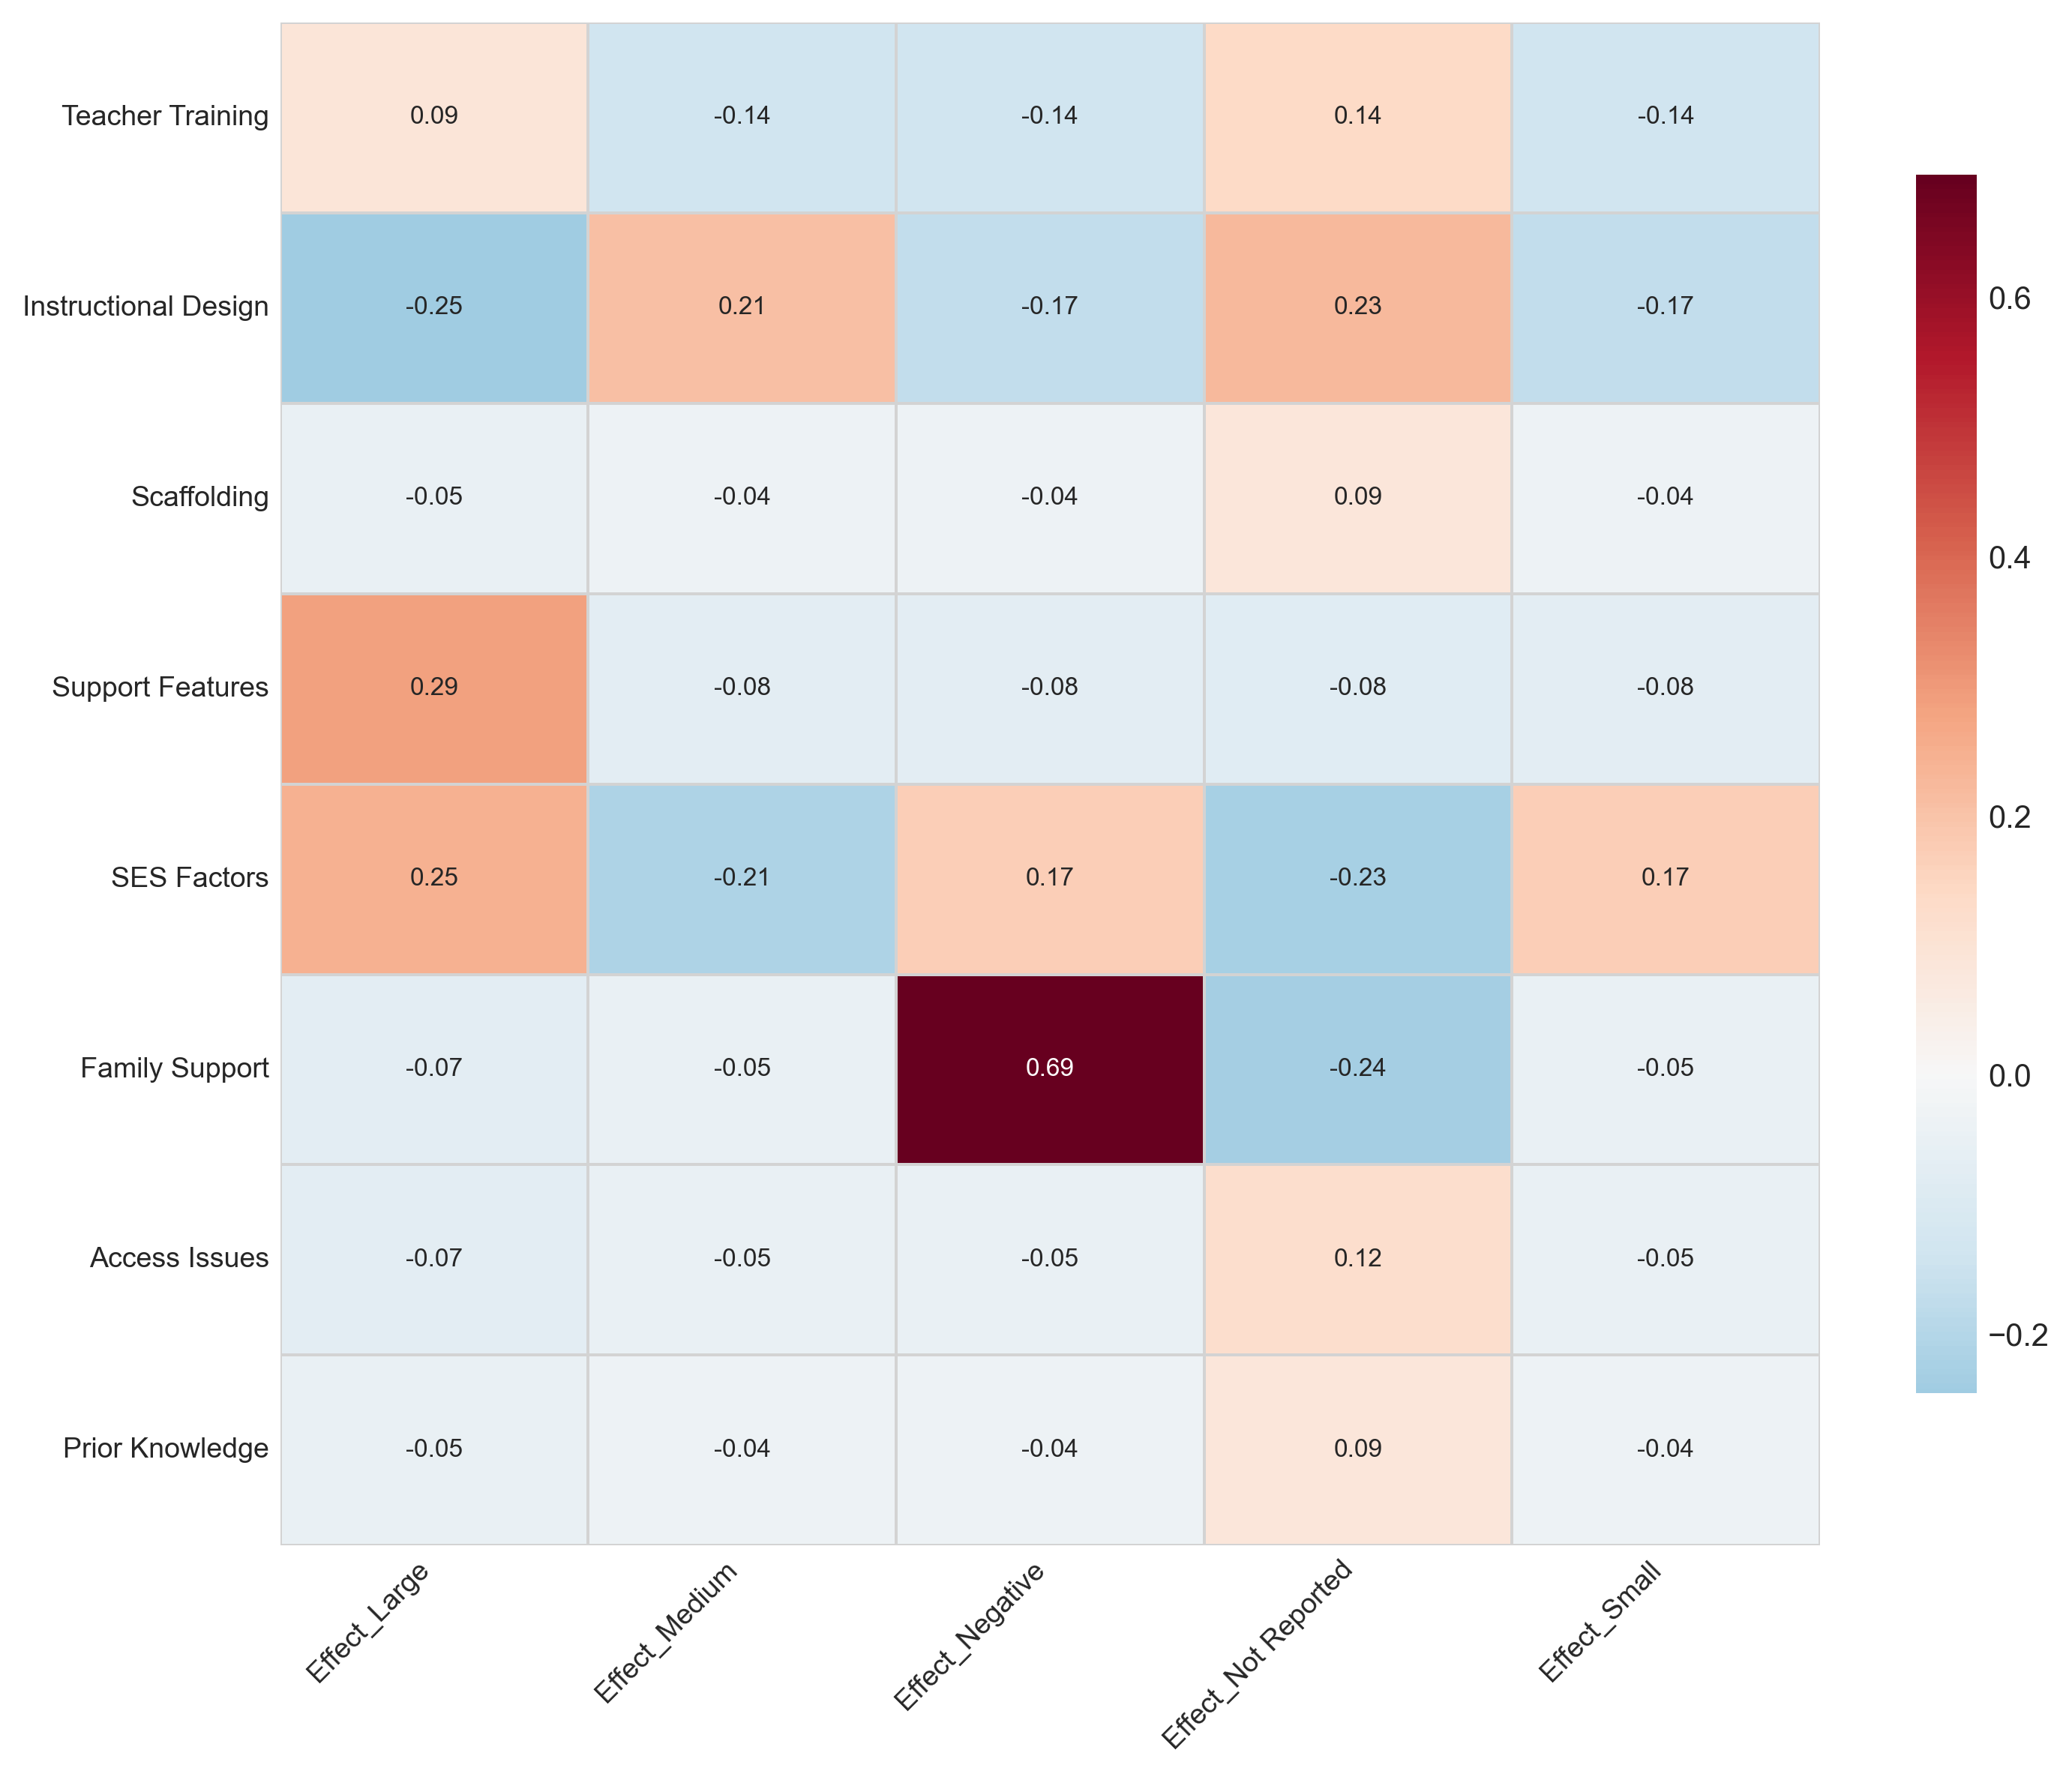 Teacher Training 0.09 -0.14 -0.14 0.14 -0.14
Instructional Design -0.25 0.21 -0.17 0.23 -0.17
Scaffolding -0.05 -0.04 -0.04 0.09 -0.04
Support Features 0.29 -0.08 -0.08 -0.08 -0.08
SES Factors 0.25 -0.21 0.17 -0.23 0.17
Family Support -0.07 -0.05 0.69 -0.24 -0.05
Access Issues -0.07 -0.05 -0.05 0.12 -0.05
Prior Knowledge -0.05 -0.04 -0.04 0.09 -0.04
Effect_Large
Effect_Medium
Effect_Negative
Effect_Not Reported
Effect_Small
0.6
0.4
0.2
0.0
−0.2